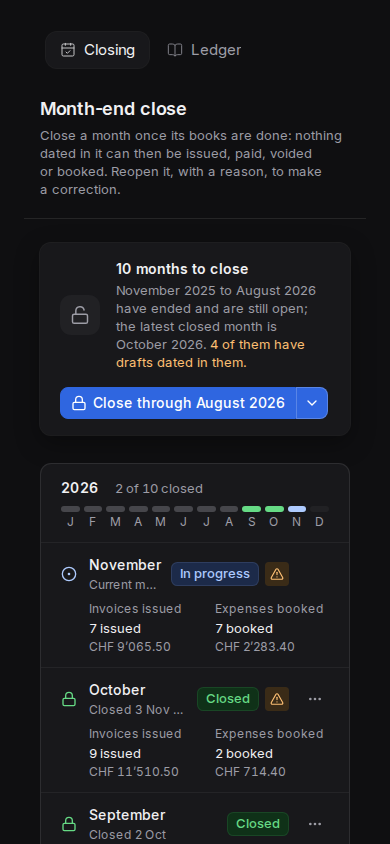 Closing
Ledger
Month-end close
Close a month once its books are done: nothing
dated in it can then be issued, paid, voided
or booked. Reopen it, with a reason, to make
a correction.
10 months to close
November 2025 to August 2026
have ended and are still open;
the latest closed month is
October 2026. 4 of them have
drafts dated in them.
Close through August 2026
2026 2 of 10 closed
J F M A M J J A S O N D
November In progress
Current m…
Invoices issued Expenses booked
7 issued 7 booked
CHF 9’065.50 CHF 2’283.40
October Closed
Closed 3 Nov …
Invoices issued Expenses booked
9 issued 2 booked
CHF 11’510.50 CHF 714.40
September Closed
Closed 2 Oct